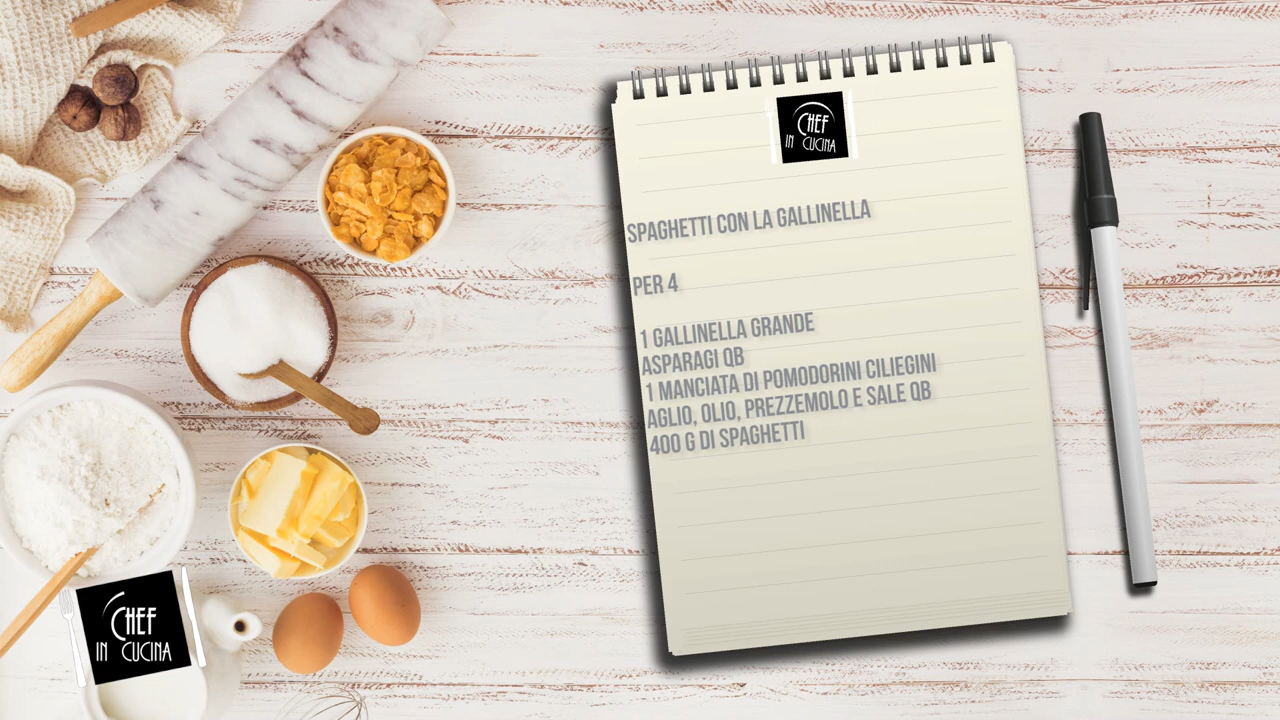 CHEF
IN CUCINA
SPAGHETTI CON LA GALLINELLA
PER 4
1 GALLINELLA GRANDE
ASPARAGI QB
1 MANCIATA DI POMODORINI CILIEGINI
AGLIO, OLIO, PREZZEMOLO E SALE QB
400 G DI SPAGHETTI
CHEF
IN CUCINA